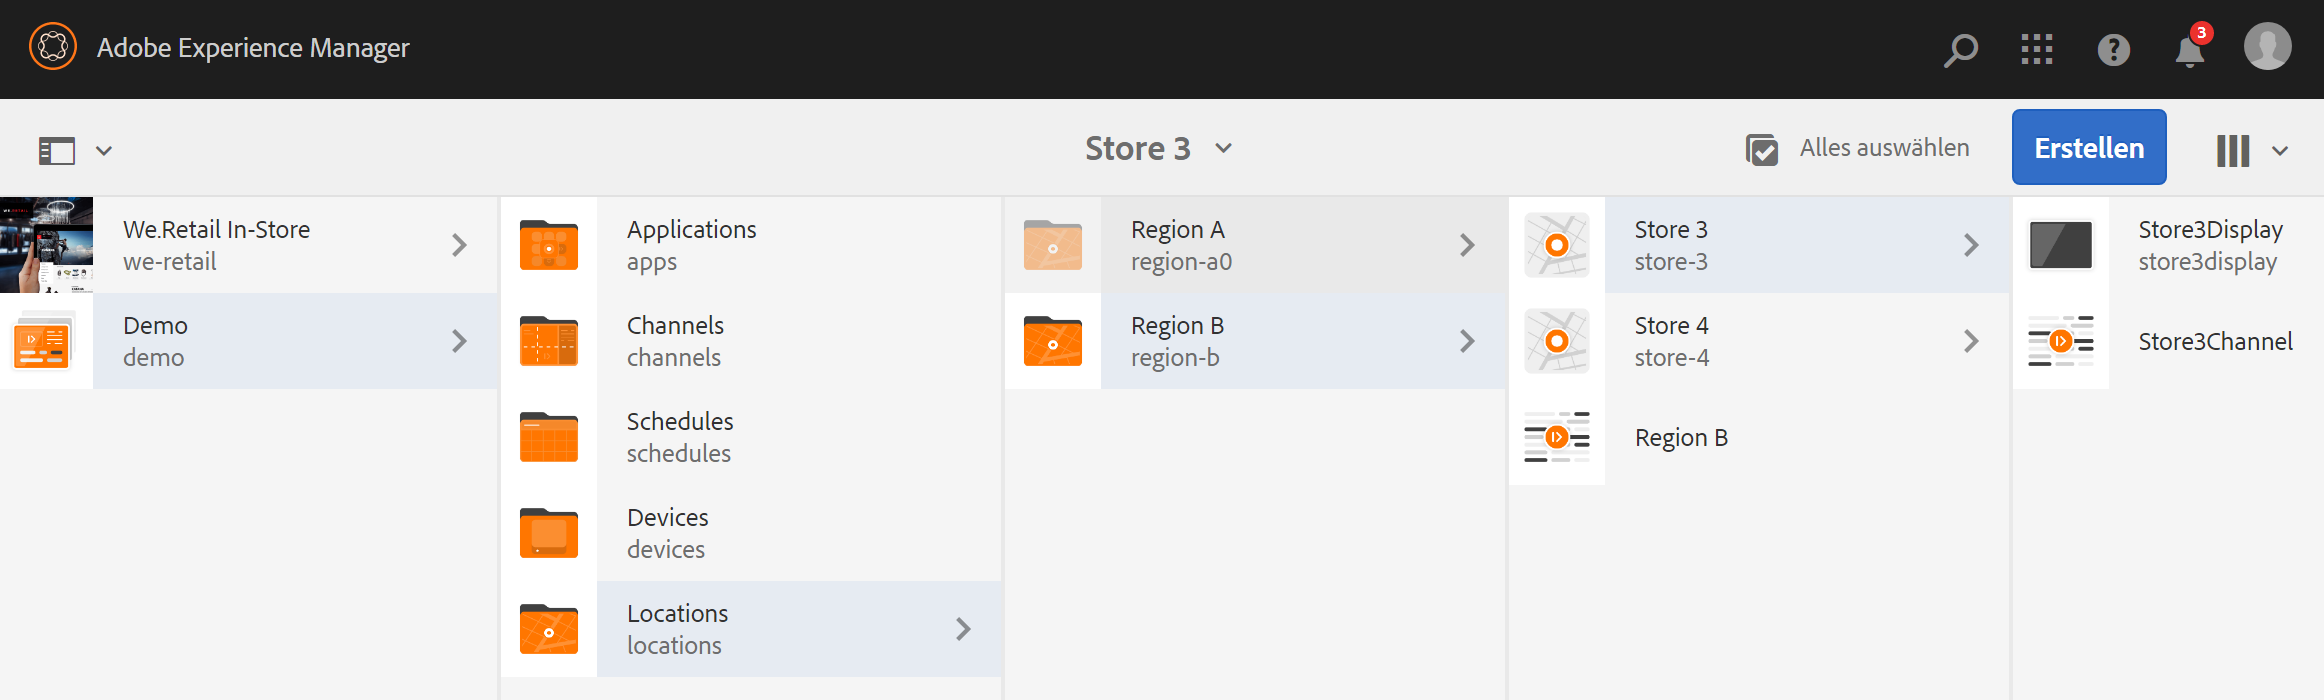 Adobe Experience Manager
3
Store 3
Alles auswählen
Erstellen
We.Retail In-Store
we-retail
Demo
demo
Applications
apps
Channels
channels
Schedules
schedules
Devices
devices
Locations
locations
Region A
region-a0
Region B
region-b
Store 3
store-3
Store 4
store-4
Region B
Store3Display
store3display
Store3Channel